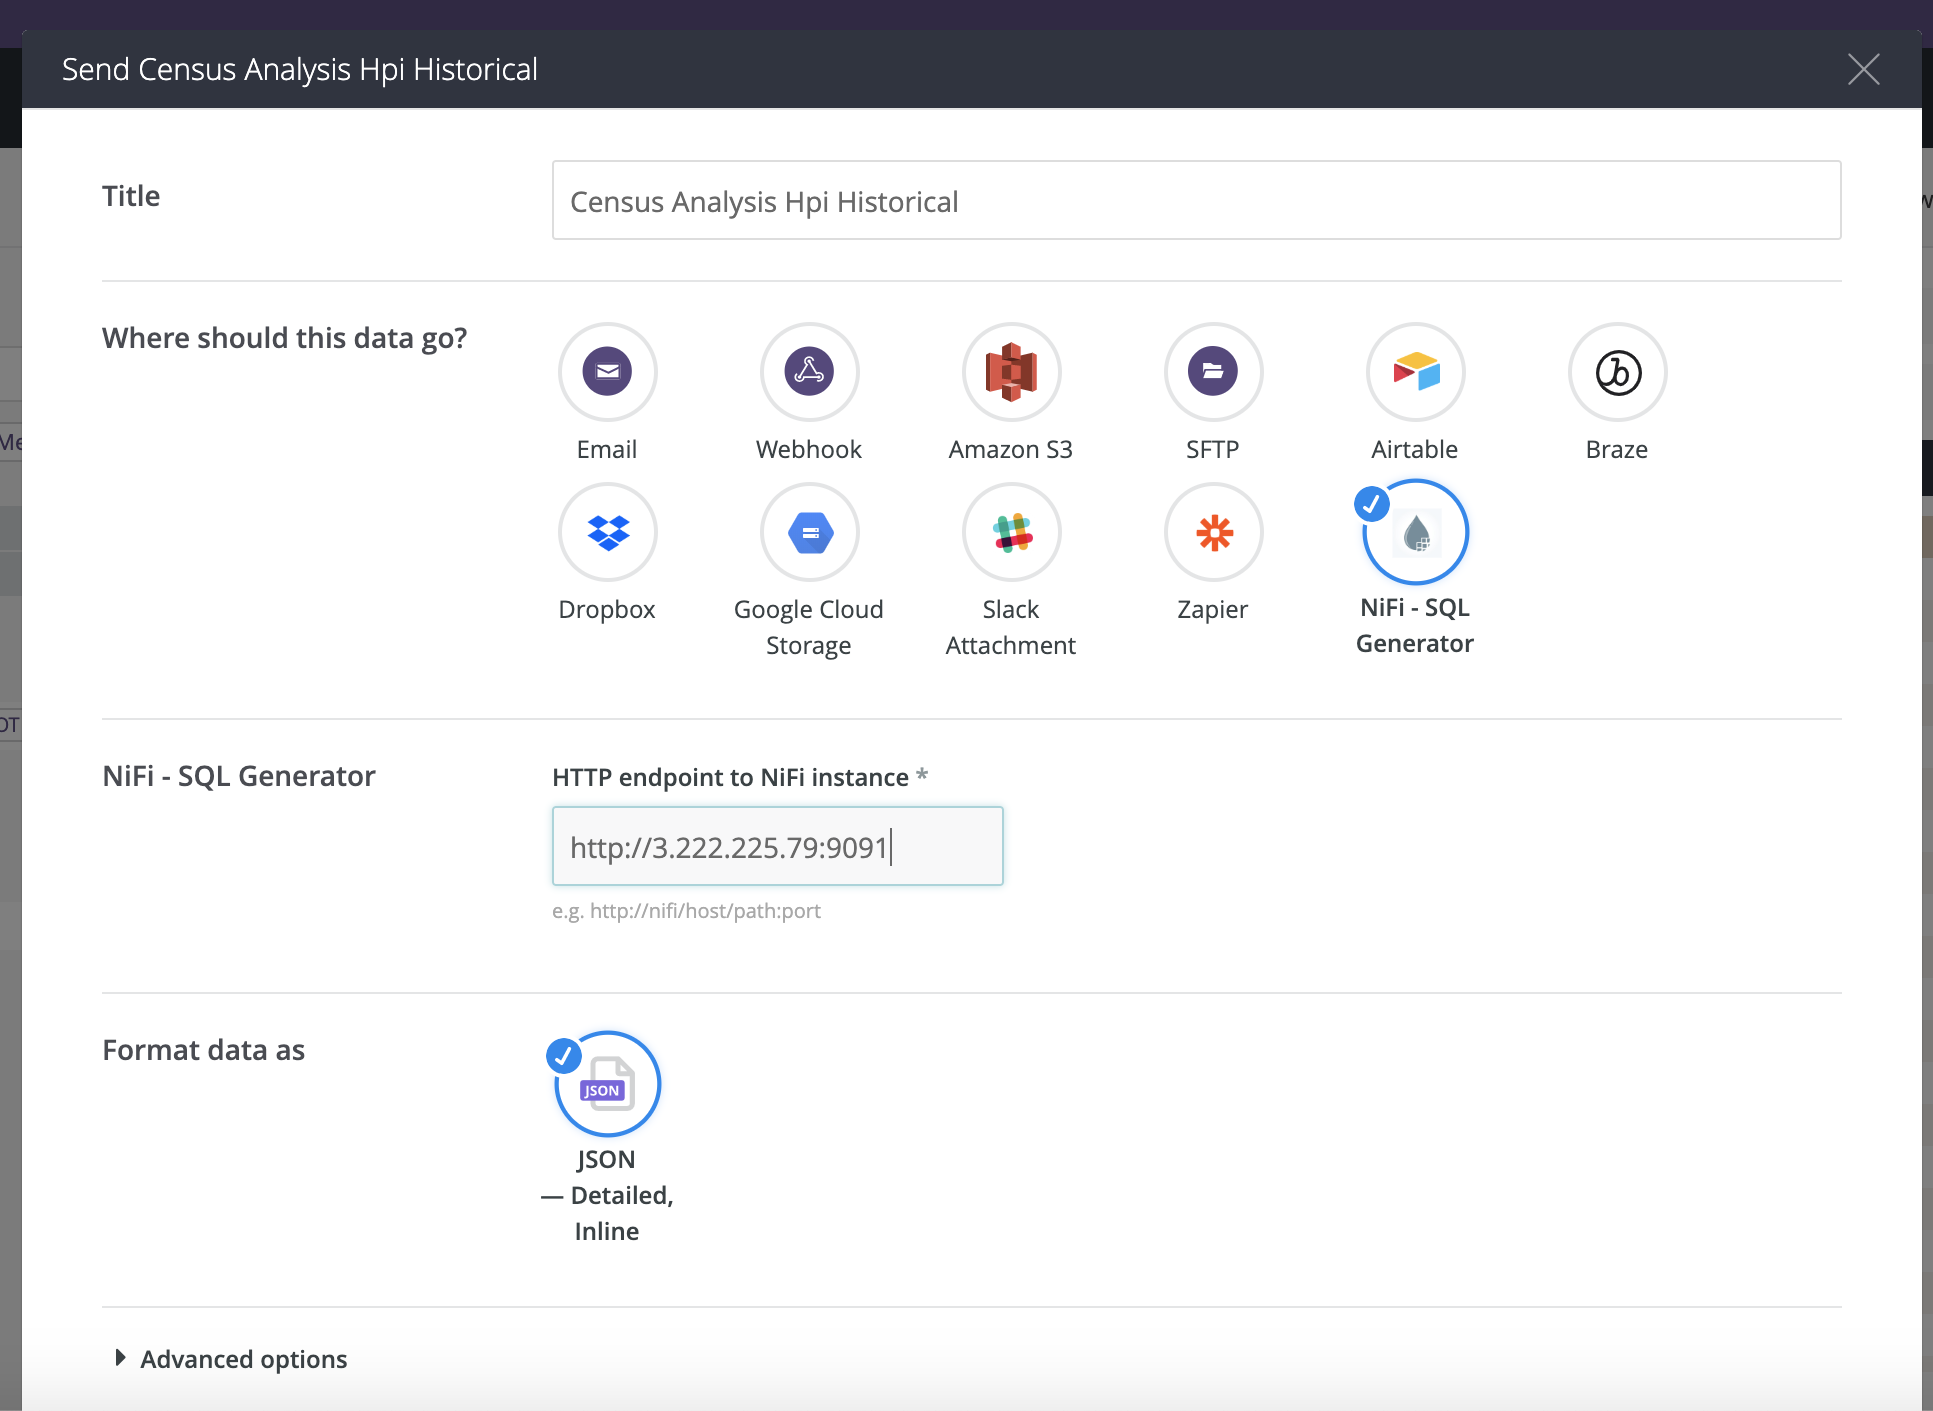 Send Census Analysis Hpi Historical
Title
Census Analysis Hpi Historical
Where should this data go?
Email
Webhook
Amazon S3
SFTP
Airtable
Braze
Dropbox
Google Cloud
Storage
Slack
Attachment
Zapier
NiFi - SQL
Generator
NiFi - SQL Generator
HTTP endpoint to NiFi instance *
http://3.222.225.79:9091
e.g. http://nifi/host/path:port
Format data as
JSON
JSON
— Detailed,
Inline
Advanced options